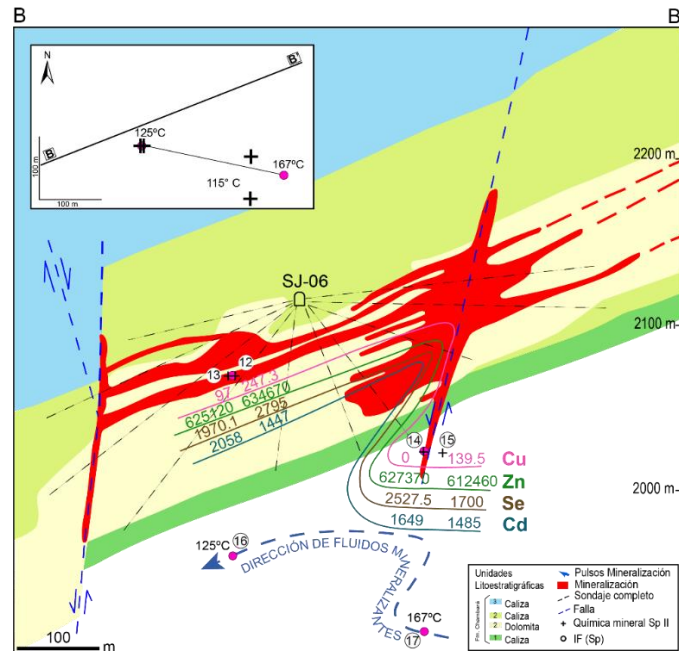 B
B'
N
B'
B
125ºC
167ºC
115° C
100 m
100 m
2200 m
SJ-06
2100 m
13
12
97 247.3
625120 634670
1970.1 2795
2058 1447
14
15
0 139.5 Cu
627370 612460 Zn
2527.5 1700 Se
1649 1485 Cd
2000 m
125ºC 16
DIRECCIÓN DE FLUIDOS MINERALIZANTES
167ºC
17
100 m
Unidades
Litoestratigráficas
Fm. Chambará
3 Caliza
2 Caliza
2 Dolomita
1 Caliza
Pulsos Mineralización
Mineralización
Sondaje completo
Falla
Química mineral Sp II
IF (Sp)